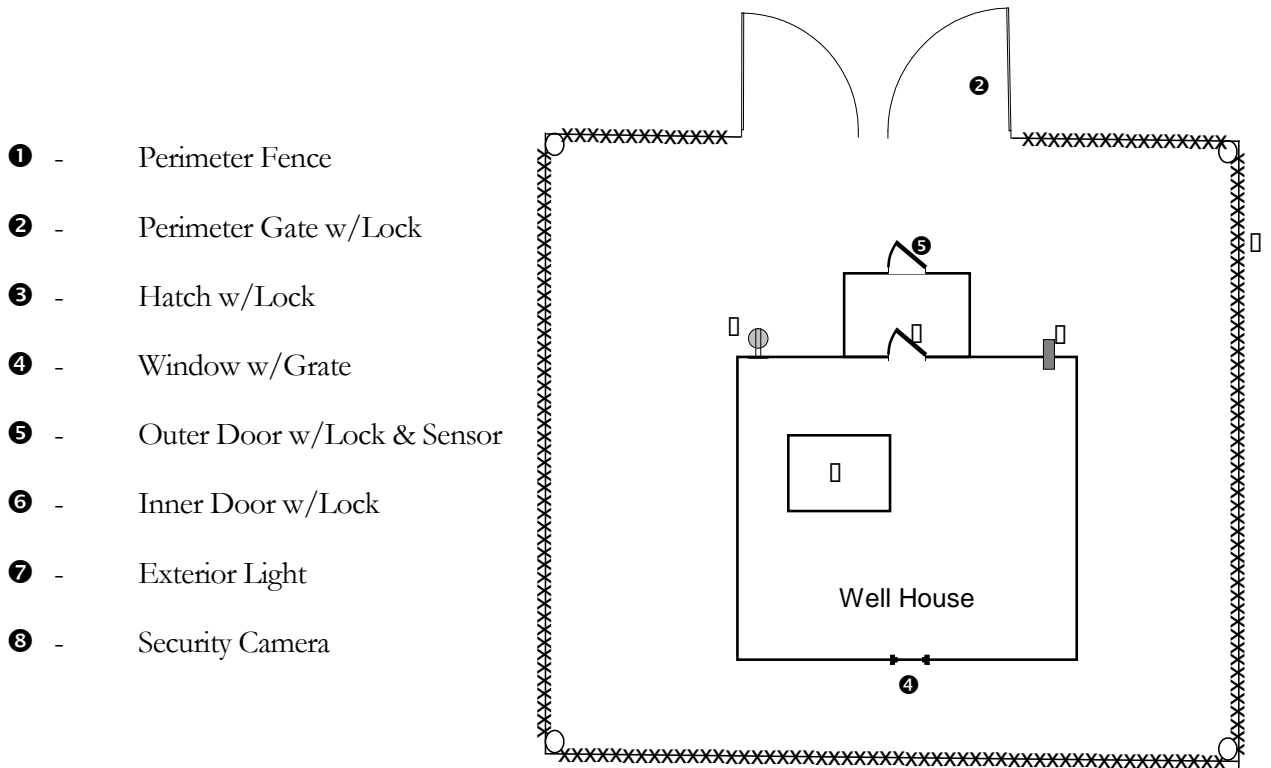 ❶ - Perimeter Fence
❷ - Perimeter Gate w/Lock
❸ - Hatch w/Lock
❹ - Window w/Grate
❺ - Outer Door w/Lock & Sensor
❻ - Inner Door w/Lock
❼ - Exterior Light
❽ - Security Camera
❷
❺
Well House
❹